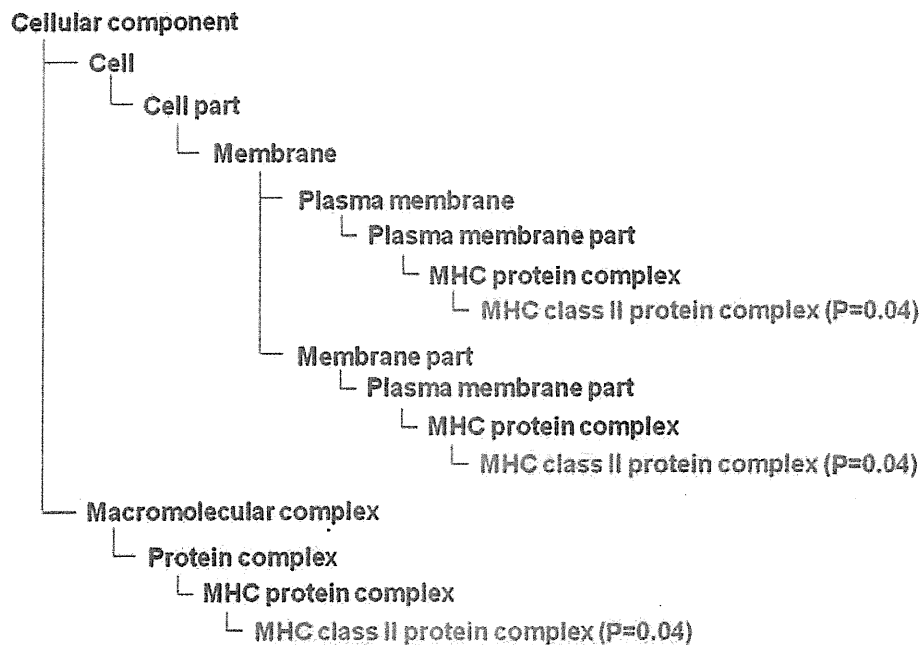 Cellular component
Cell
Cell part
Membrane
Plasma membrane
Plasma membrane part
MHC protein complex
MHC class II protein complex (P=0.04)
Membrane part
Plasma membrane part
MHC protein complex
MHC class II protein complex (P=0.04)
Macromolecular complex
Protein complex
MHC protein complex
MHC class II protein complex (P=0.04)